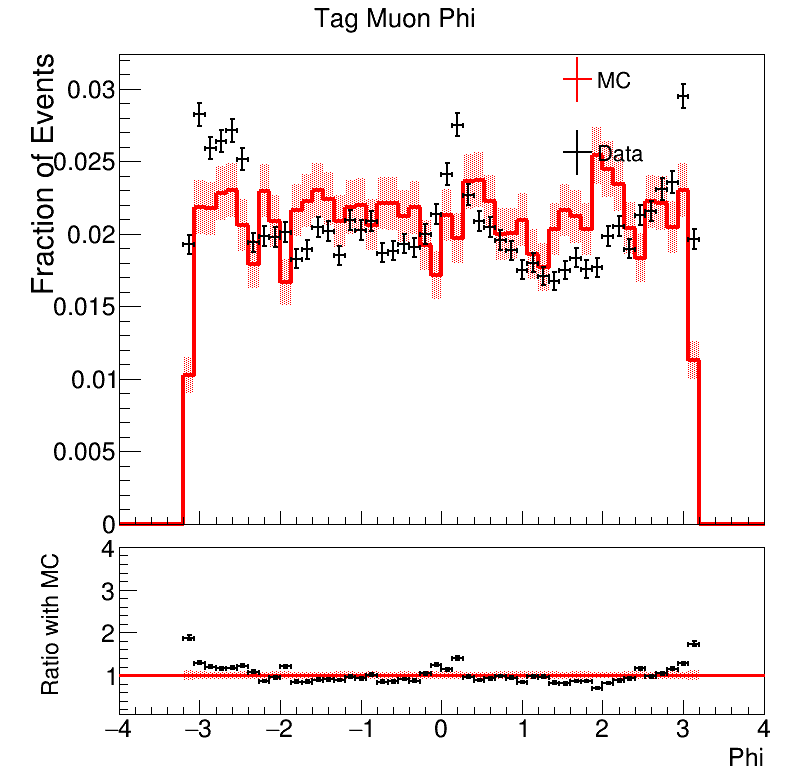 Tag Muon Phi
Fraction of Events
0.03
0.025
0.02
0.015
0.01
0.005
0
MC
Data
Ratio with MC
4
3
2
1
−4 −3 −2 −1 0 1 2 3 4
Phi